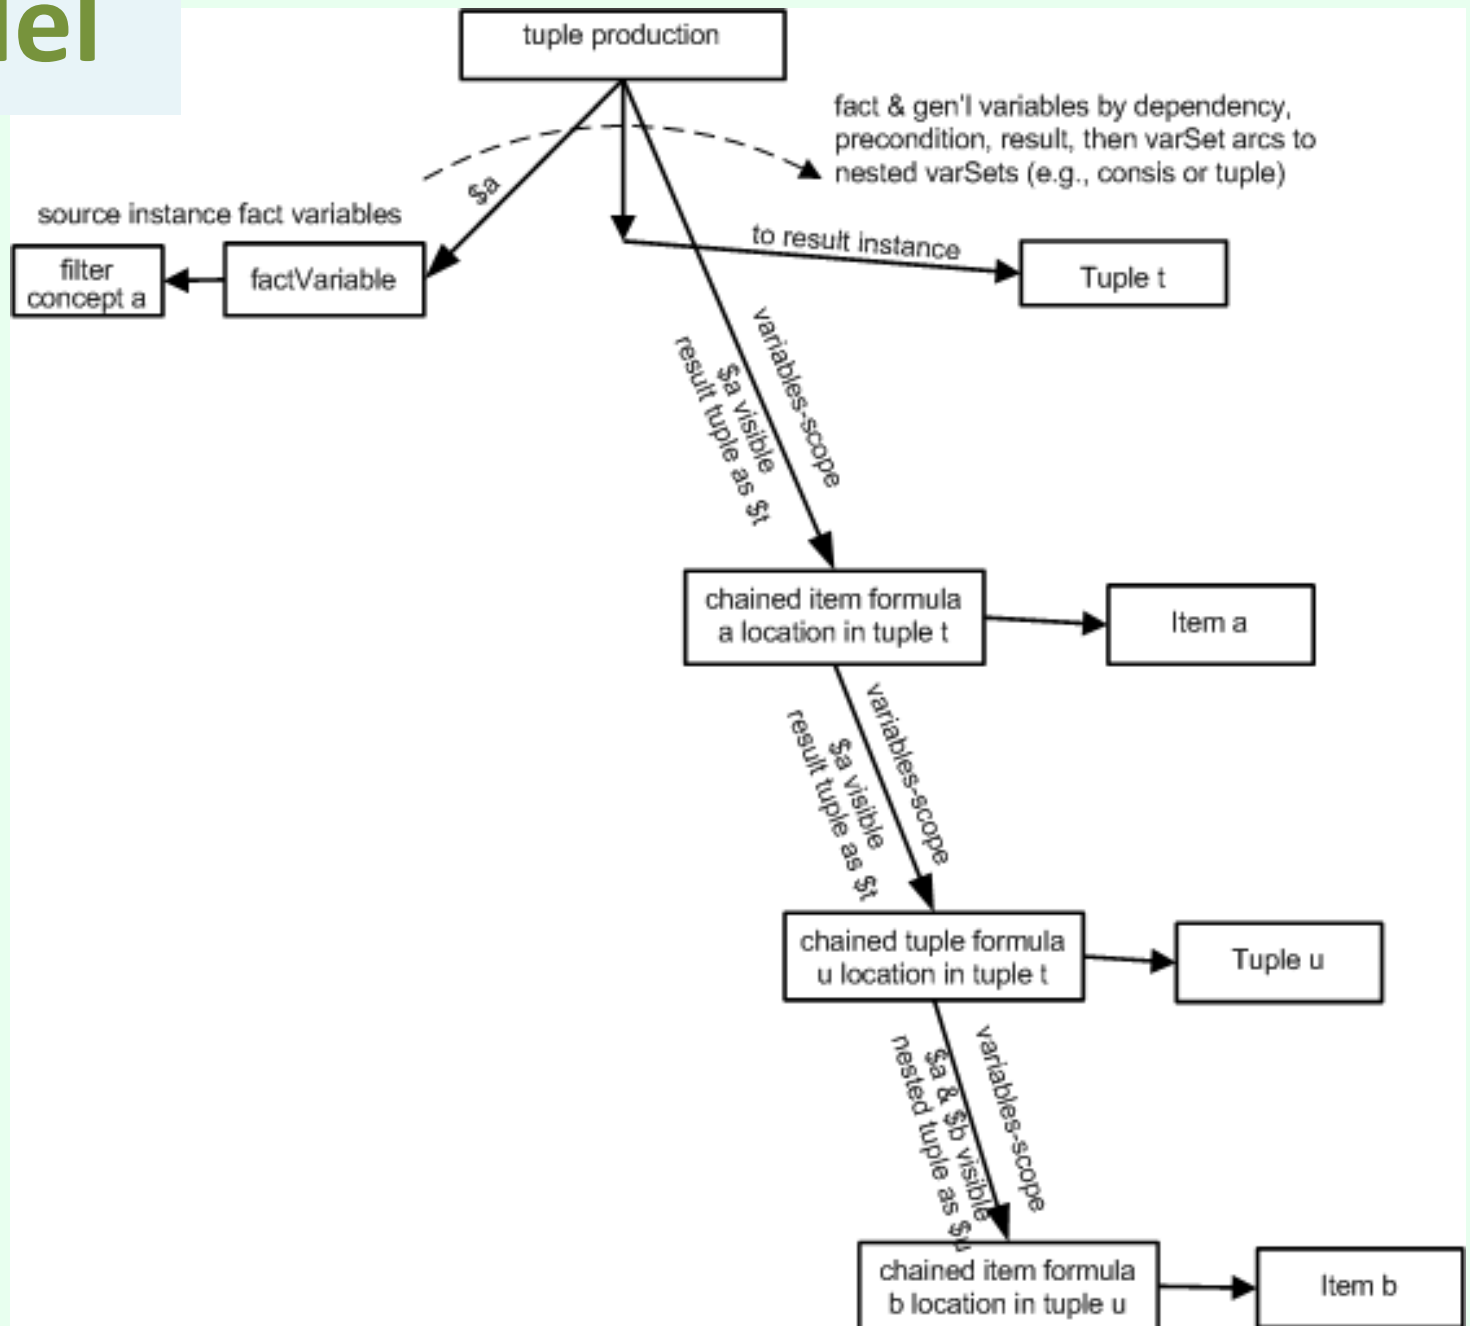 del
tuple production
fact & gen'l variables by dependency,
precondition, result, then varSet arcs to
nested varSets (e.g., consis or tuple)
$a
source instance fact variables
filter
concept a
factVariable
to result instance
Tuple t
variables-scope
$a visible
result tuple as $t
chained item formula
a location in tuple t
Item a
variables-scope
$a visible
result tuple as $t
chained tuple formula
u location in tuple t
Tuple u
variables-scope
$a & $b visible
nested tuple as $u
chained item formula
b location in tuple u
Item b